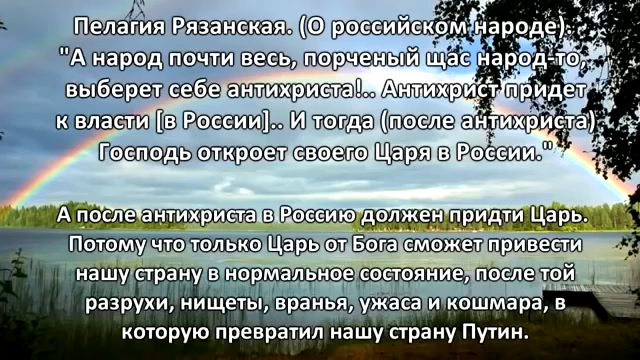 Пелагия Рязанская. (О российском народе).
"А народ почти весь, порченый щас народ-то,
выберет себе антихриста!.. Антихрист придет
к власти [в России].. И тогда (после антихриста)
Господь откроет своего Царя в России."
А после антихриста в Россию должен придти Царь.
Потому что только Царь от Бога сможет привести
нашу страну в нормальное состояние, после той
разрухи, нищеты, вранья, ужаса и кошмара, в
которую превратил нашу страну Путин.